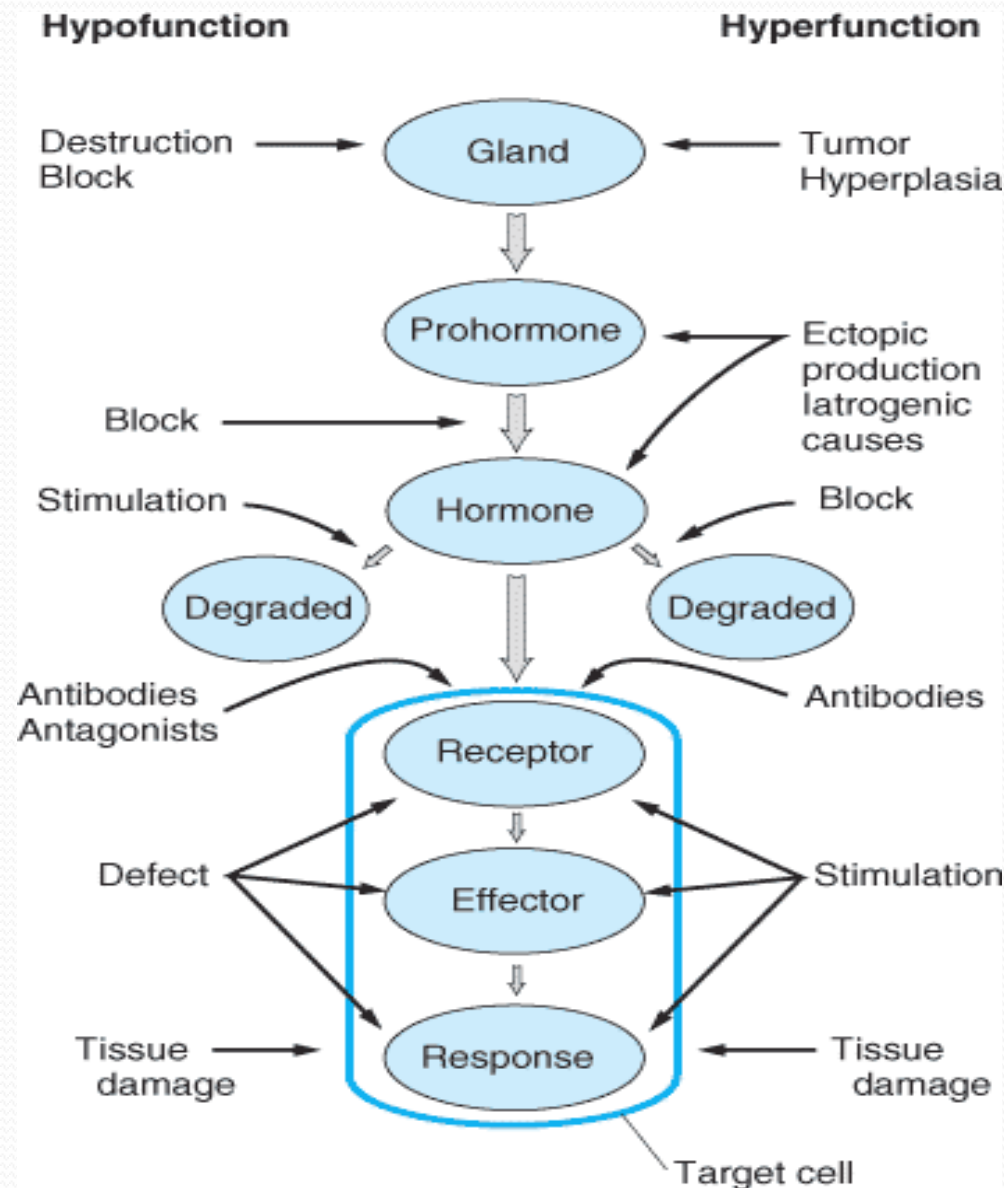 Hypofunction
Hyperfunction
Destruction
Block
Gland
Tumor
Hyperplasia
Prohormone
Ectopic
production
Iatrogenic
causes
Block
Stimulation
Hormone
Block
Degraded
Degraded
Antibodies
Antagonists
Antibodies
Receptor
Defect
Effector
Stimulation
Tissue
damage
Response
Tissue
damage
Target cell